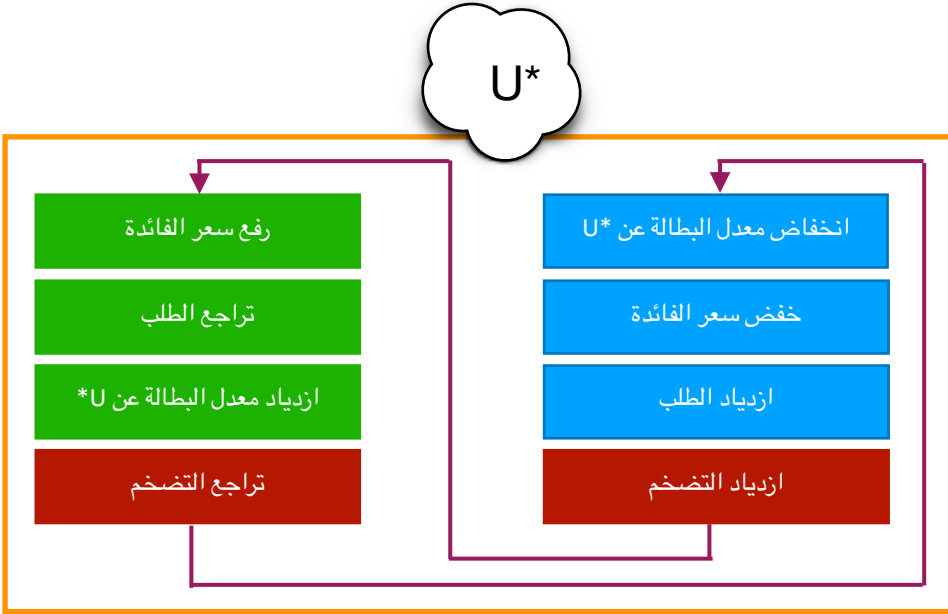 U*
انخفاض معدل البطالة عن *U
خفض سعر الفائدة
ازدياد الطلب
ازدياد التضخم
رفع سعر الفائدة
تراجع الطلب
ازدياد معدل البطالة عن U*
تراجع التضخم